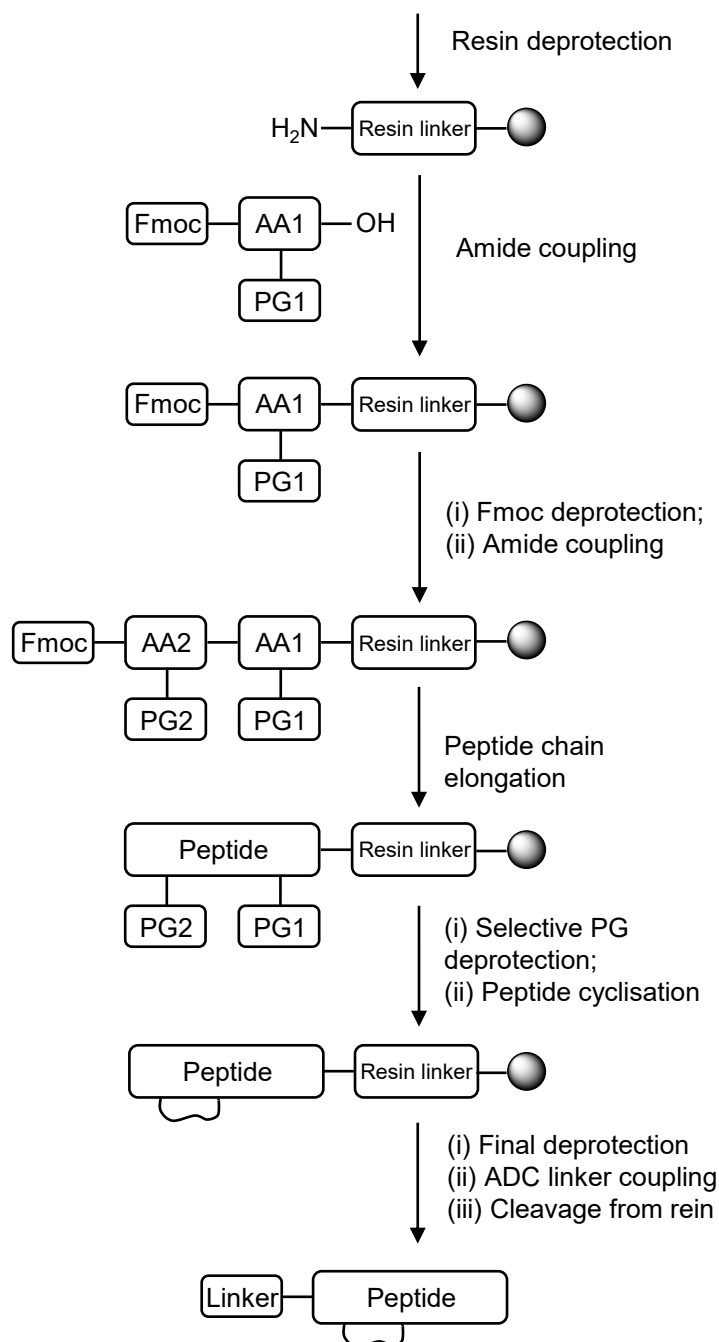 Resin deprotection
H₂N
Resin linker
Fmoc
AA1
OH
PG1
Amide coupling
Fmoc
AA1
Resin linker
PG1
(i) Fmoc deprotection;
(ii) Amide coupling
Fmoc
AA2
AA1
Resin linker
PG2
PG1
Peptide chain
elongation
Peptide
Resin linker
PG2
PG1
(i) Selective PG
deprotection;
(ii) Peptide cyclisation
Peptide
Resin linker
(i) Final deprotection
(ii) ADC linker coupling
(iii) Cleavage from rein
Linker
Peptide